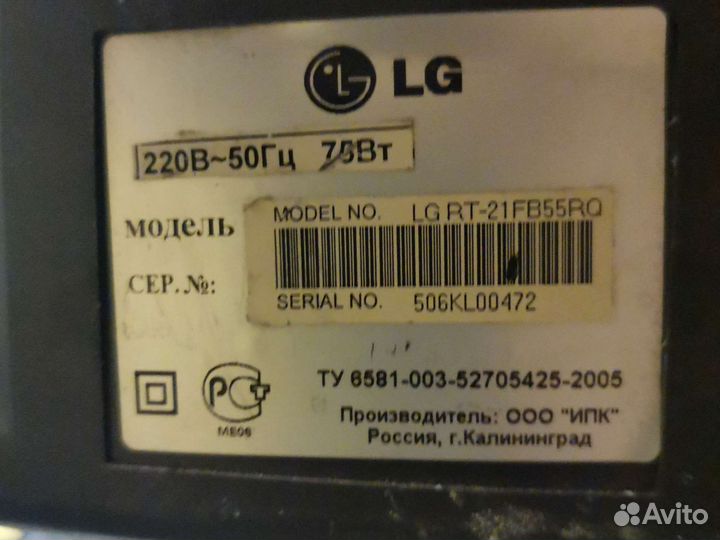 LG
220В~50Гц 75Вт
модель
MODEL NO. LG RT-21FB55RQ
СЕР.№:
SERIAL NO. 506KL00472
ТУ 6581-003-52705425-2005
РСТ
МЕ06
Производитель: ООО "ИПК"
Россия, г.Калининград
Avito